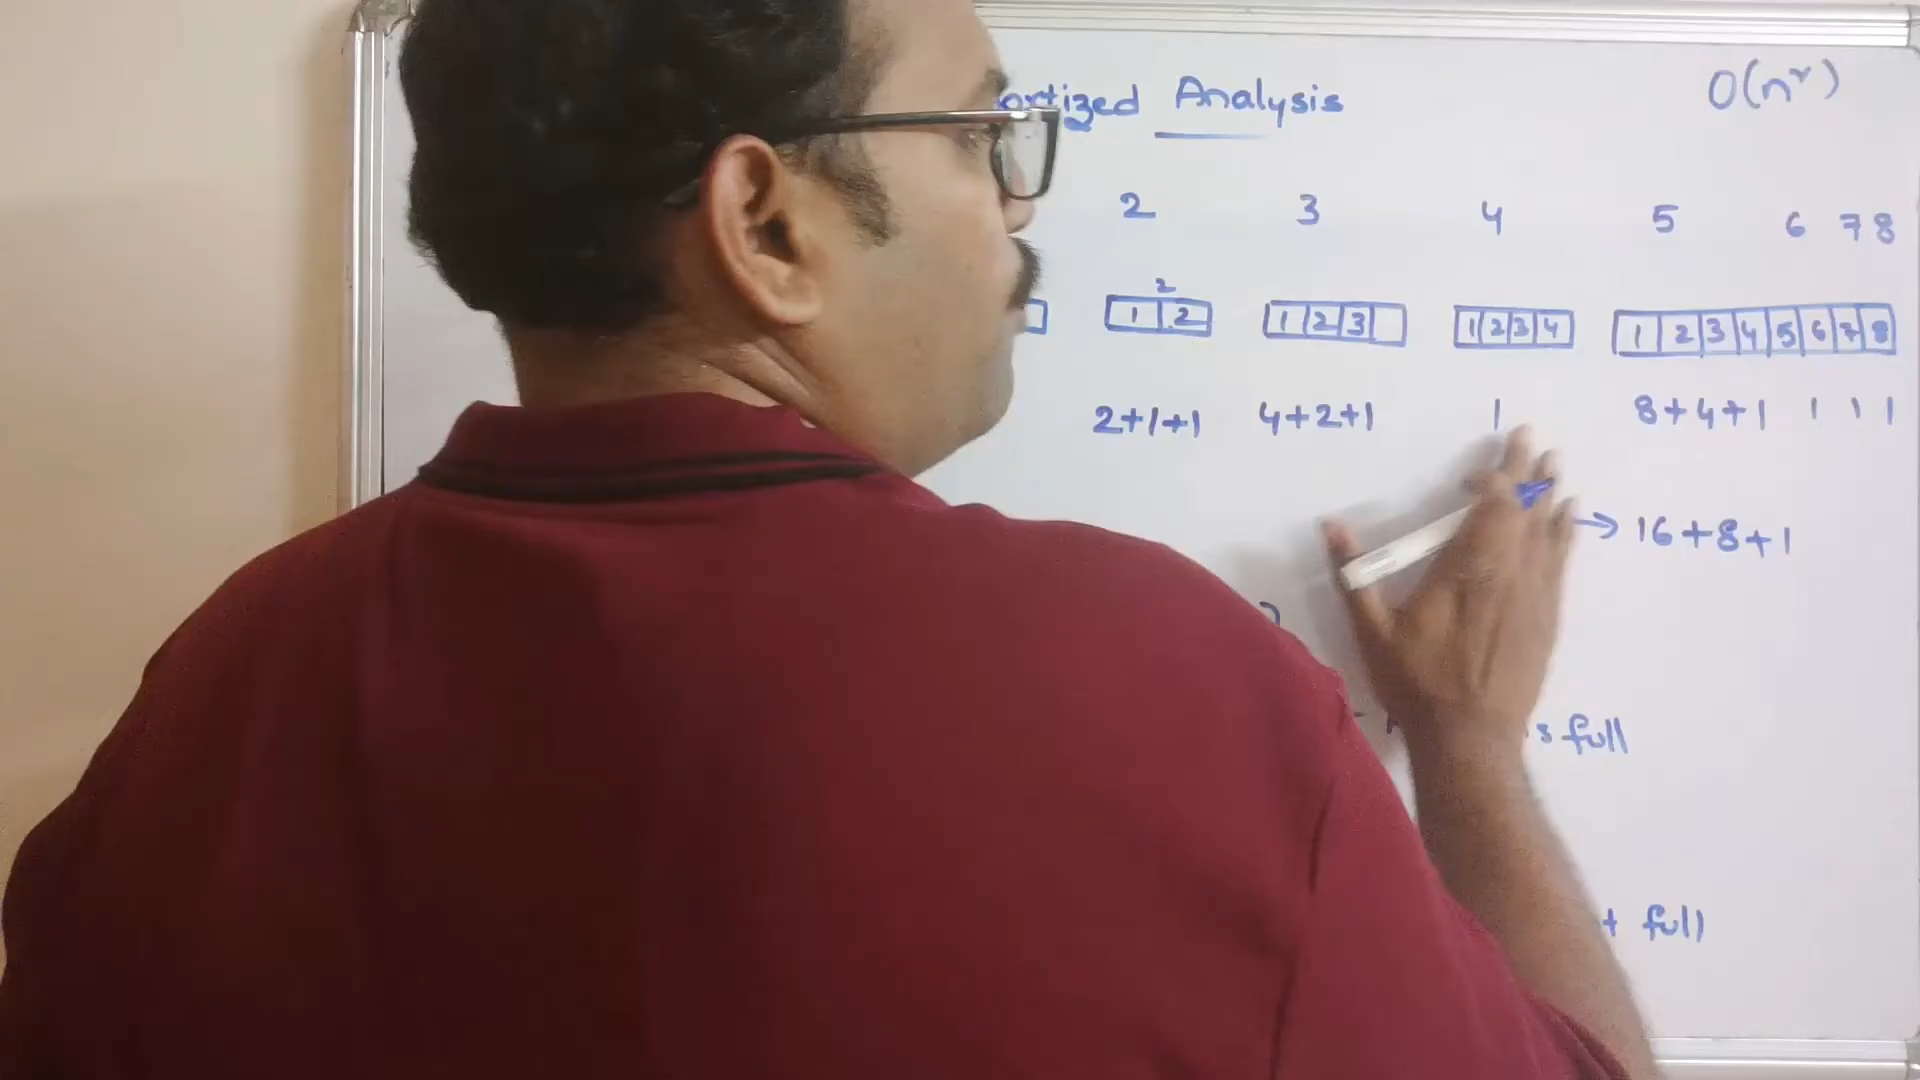 Analysis O(n²)
2 3 4 5 6 7 8
2
1 2 1 2 3 1 2 3 4 1 2 3 4 5 6 7 8
2+1+1 4+2+1 1 8+4+1 1 1 1
→ 16+8+1
full
full